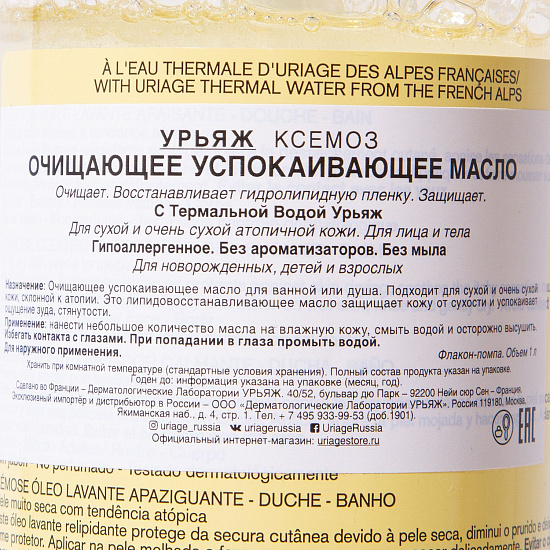 À L'EAU THERMALE D'URIAGE DES ALPES FRANÇAISES/
WITH URIAGE THERMAL WATER FROM THE FRENCH ALPS
УРЬЯЖ КСЕМОЗ
ОЧИЩАЮЩЕЕ УСПОКАИВАЮЩЕЕ МАСЛО
Очищает. Восстанавливает гидролипидную пленку. Защищает.
С Термальной Водой Урьяж
Для сухой и очень сухой атопичной кожи. Для лица и тела
Гипоаллергенное. Без ароматизаторов. Без мыла
Для новорожденных, детей и взрослых
Назначение: Очищающее успокаивающее масло для ванной или душа. Подходит для сухой и очень сухой
кожи, склонной к атопии. Это липидовосстанавливающее масло защищает кожу от сухости и успокаивает
ощущение зуда, стянутости.
Применение: нанести небольшое количество масла на влажную кожу, смыть водой и осторожно высушить.
Избегать контакта с глазами. При попадании в глаза промыть водой.
Для наружного применения.
Флакон-помпа. Объем 1 л
Хранить при комнатной температуре (стандартные условия хранения). Полный состав продукта указан на упаковке.
Годен до: информация указана на упаковке (месяц, год).
Сделано во Франции – Дерматологические Лаборатории УРЬЯЖ. 40/52, бульвар дю Парк – 92200 Нейи сюр Сен – Франция.
Эксклюзивный импортёр и дистрибьютор в России – ООО «Дерматологические Лаборатории УРЬЯЖ». Россия 119180, Москва,
Якиманская наб., д. 4, стр. 1. Тел. + 7 495 933-99-53 (доб.1901).
uriage_russia uriagerussia UriageRussia
Официальный интернет-магазин: uriagestore.ru
EAC
No perfumado - Testado dermatológicamente
ÉMOSE ÓLEO LAVANTE APAZIGUANTE - DUCHE - BANHO
ele muito seca com tendência atópica
ste óleo lavante relipidante protege da secura cutânea devido à pele seca, diminui o prurido e